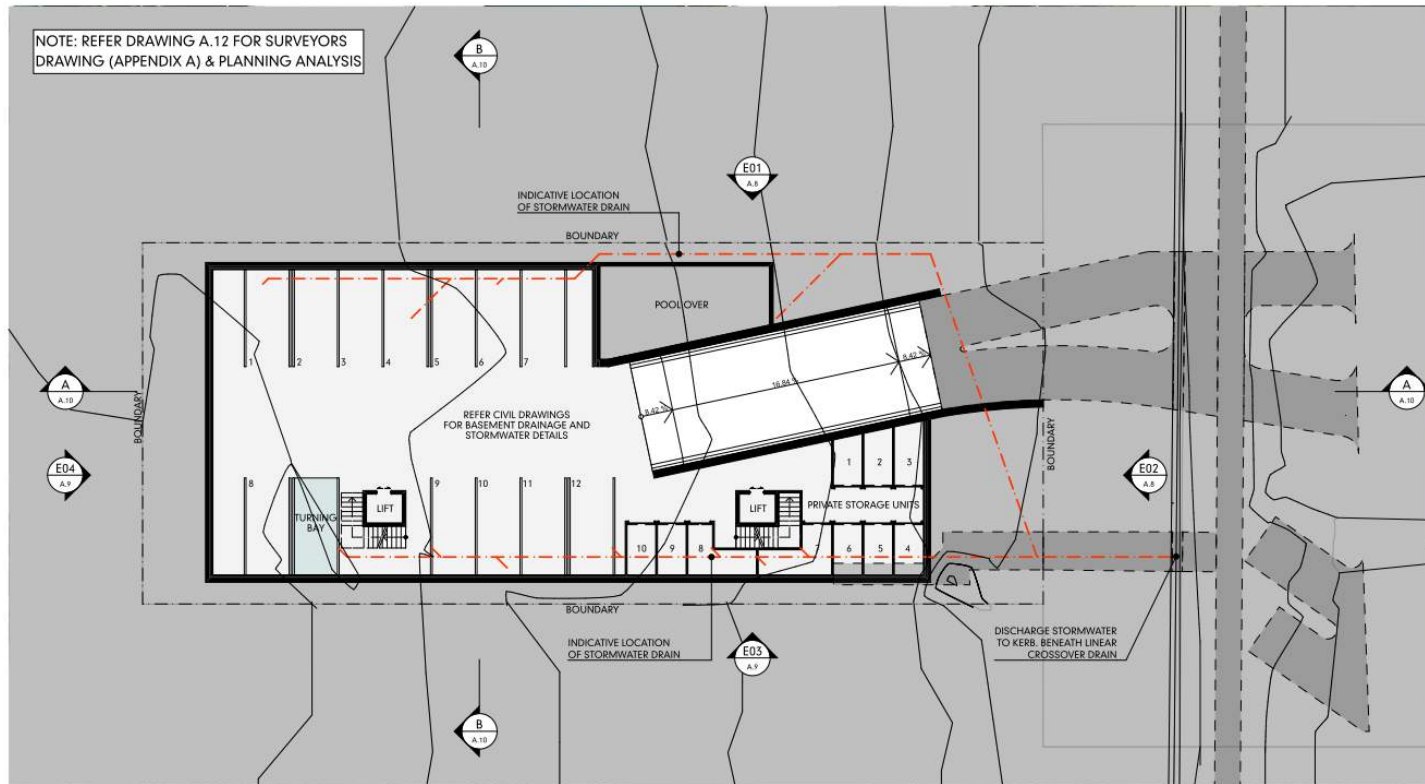 NOTE: REFER DRAWING A.12 FOR SURVEYORS
DRAWING (APPENDIX A) & PLANNING ANALYSIS
B
A.10
E01
A.8
INDICATIVE LOCATION
OF STORMWATER DRAIN
BOUNDARY
POOL OVER
1
2
3
4
5
6
7
8.42 %
16.84 %
8.42 %
A
A.10
A
A.10
BOUNDARY
REFER CIVIL DRAWINGS
FOR BASEMENT DRAINAGE AND
STORMWATER DETAILS
BOUNDARY
1
2
3
E04
A.9
E02
A.8
8
9
10
11
12
TURNING
BAY
LIFT
LIFT
PRIVATE STORAGE UNITS
10
9
8
6
5
4
BOUNDARY
INDICATIVE LOCATION
OF STORMWATER DRAIN
E03
A.9
DISCHARGE STORMWATER
TO KERB. BENEATH LINEAR
CROSSOVER DRAIN
B
A.10